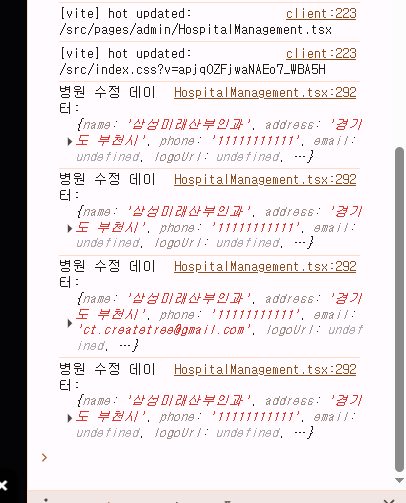 [vite] hot updated: client:223
/src/pages/admin/HospitalManagement.tsx
[vite] hot updated: client:223
/src/index.css?v=apjqOZFjwaNAEo7_WBA5H
병원 수정 데이 HospitalManagement.tsx:292
터:
{name: '삼성미래산부인과', address: '경기
도 부천시', phone: '11111111111', email:
undefined, logoUrl: undefined, …}
병원 수정 데이 HospitalManagement.tsx:292
터:
{name: '삼성미래산부인과', address: '경기
도 부천시', phone: '11111111111', email:
undefined, logoUrl: undefined, …}
병원 수정 데이 HospitalManagement.tsx:292
터:
{name: '삼성미래산부인과', address: '경기
도 부천시', phone: '11111111111', email:
'ct.createtree@gmail.com', logoUrl: undef
ined, …}
병원 수정 데이 HospitalManagement.tsx:292
터:
{name: '삼성미래산부인과', address: '경기
도 부천시', phone: '11111111111', email:
undefined, logoUrl: undefined, …}